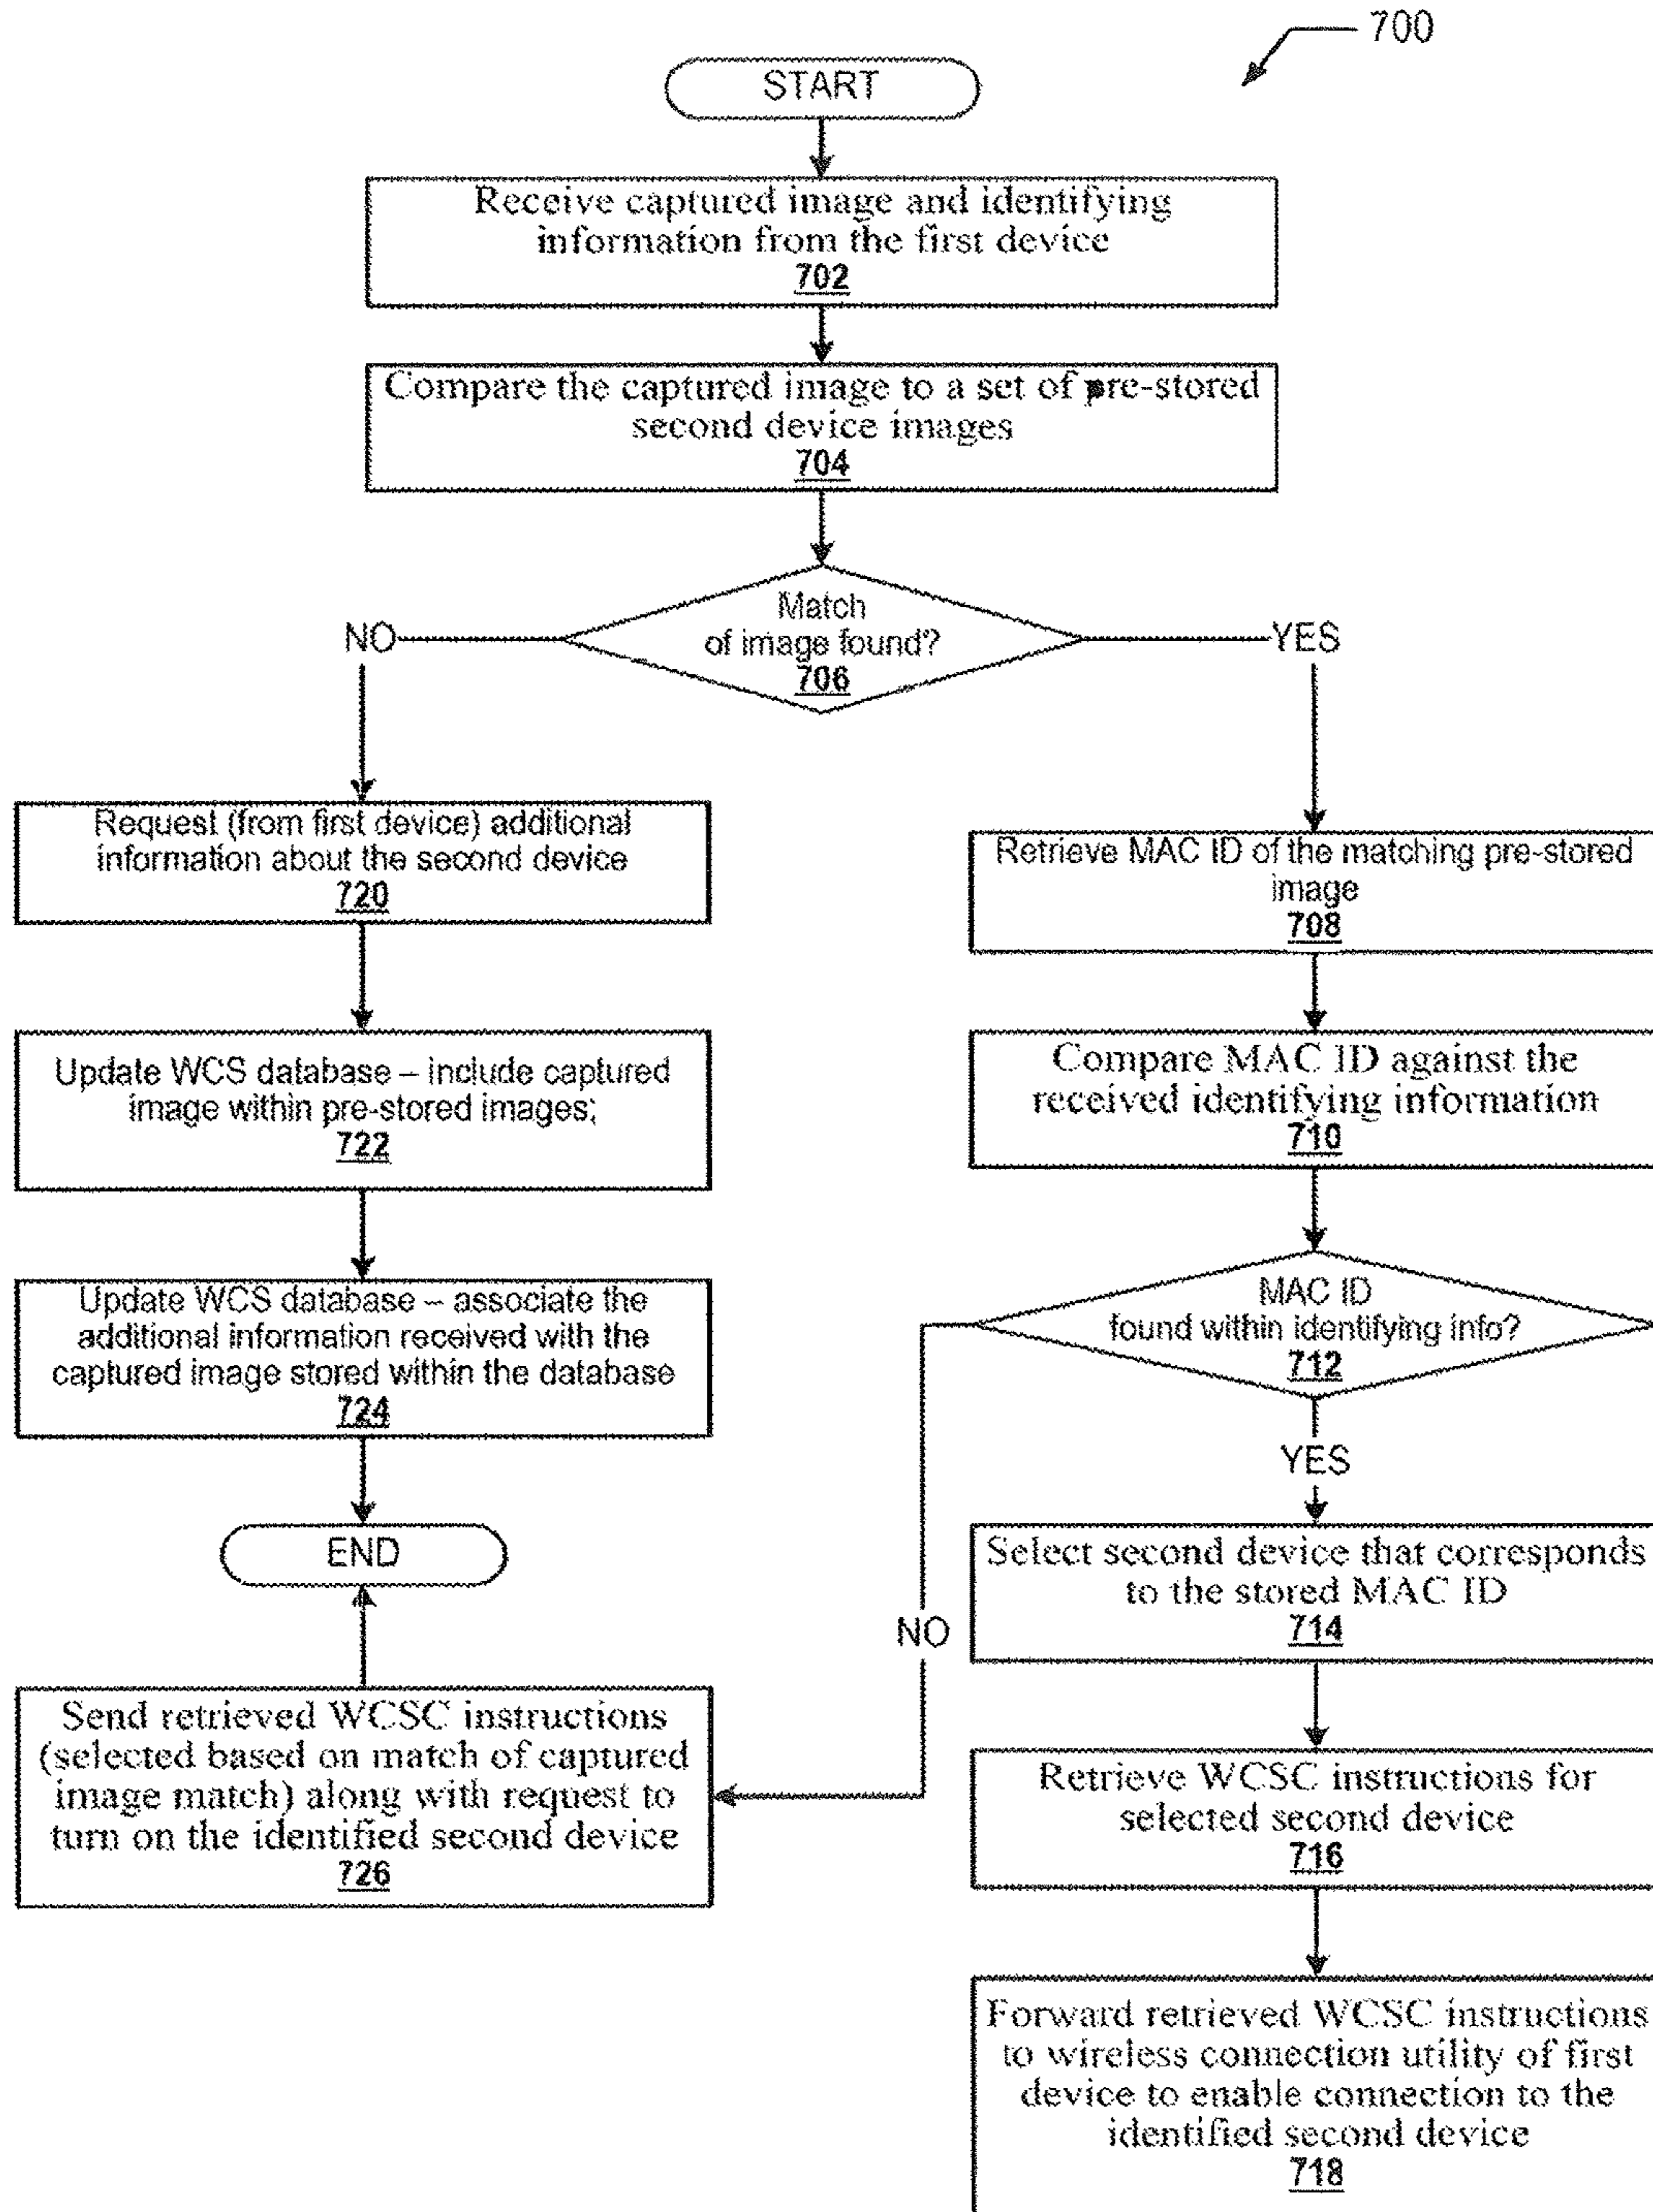 700
START
Receive captured image and identifying
information from the first device
702
Compare the captured image to a set of pre-stored
second device images
704
Match
of image found?
706
NO
YES
Request (from first device) additional
information about the second device
720
Update WCS database – include captured
image within pre-stored images;
722
Update WCS database – associate the
additional information received with the
captured image stored within the database
724
END
Send retrieved WCSC instructions
(selected based on match of captured
image match) along with request to
turn on the identified second device
726
Retrieve MAC ID of the matching pre-stored
image
708
Compare MAC ID against the
received identifying information
710
MAC ID
found within identifying info?
712
NO
YES
Select second device that corresponds
to the stored MAC ID
714
Retrieve WCSC instructions for
selected second device
716
Forward retrieved WCSC instructions
to wireless connection utility of first
device to enable connection to the
identified second device
718